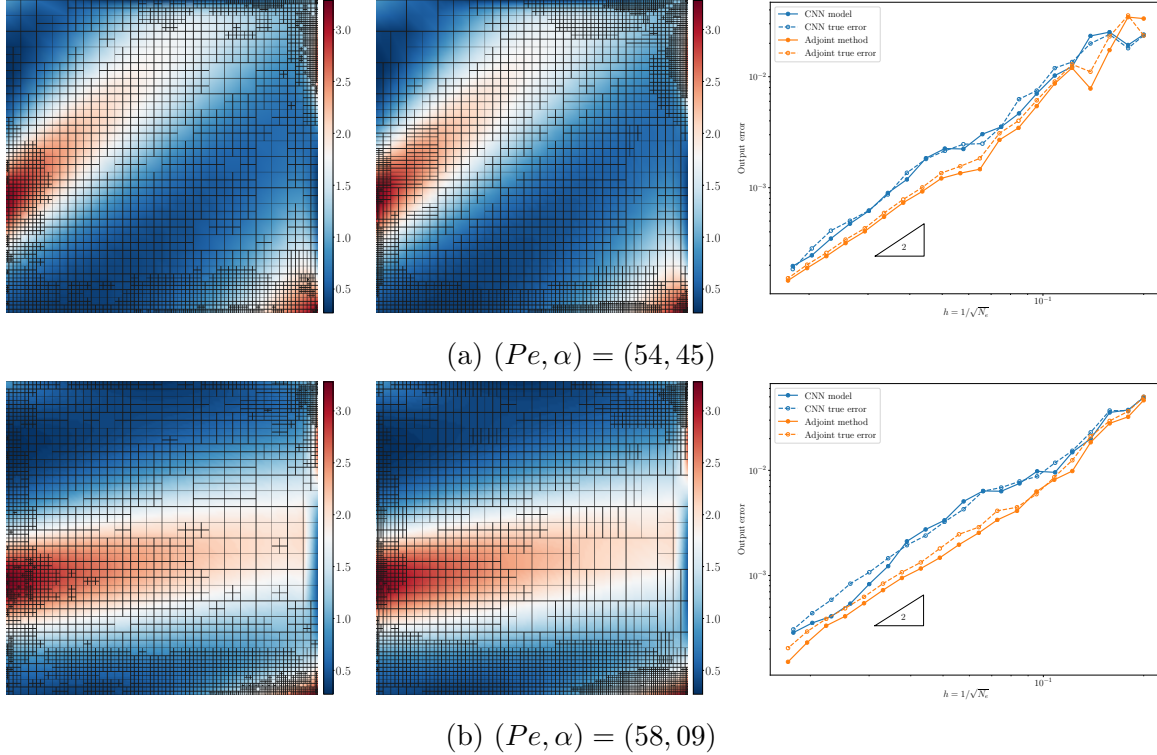 3.0
2.5
2.0
1.5
1.0
0.5
3.0
2.5
2.0
1.5
1.0
0.5
CNN model
CNN true error
Adjoint method
Adjoint true error
Output error
10⁻²
10⁻³
2
10⁻¹
h = 1/√Nₑ
(a) (Pe, α) = (54, 45)
3.0
2.5
2.0
1.5
1.0
0.5
3.0
2.5
2.0
1.5
1.0
0.5
CNN model
CNN true error
Adjoint method
Adjoint true error
Output error
10⁻²
10⁻³
2
10⁻¹
h = 1/√Nₑ
(b) (Pe, α) = (58, 09)